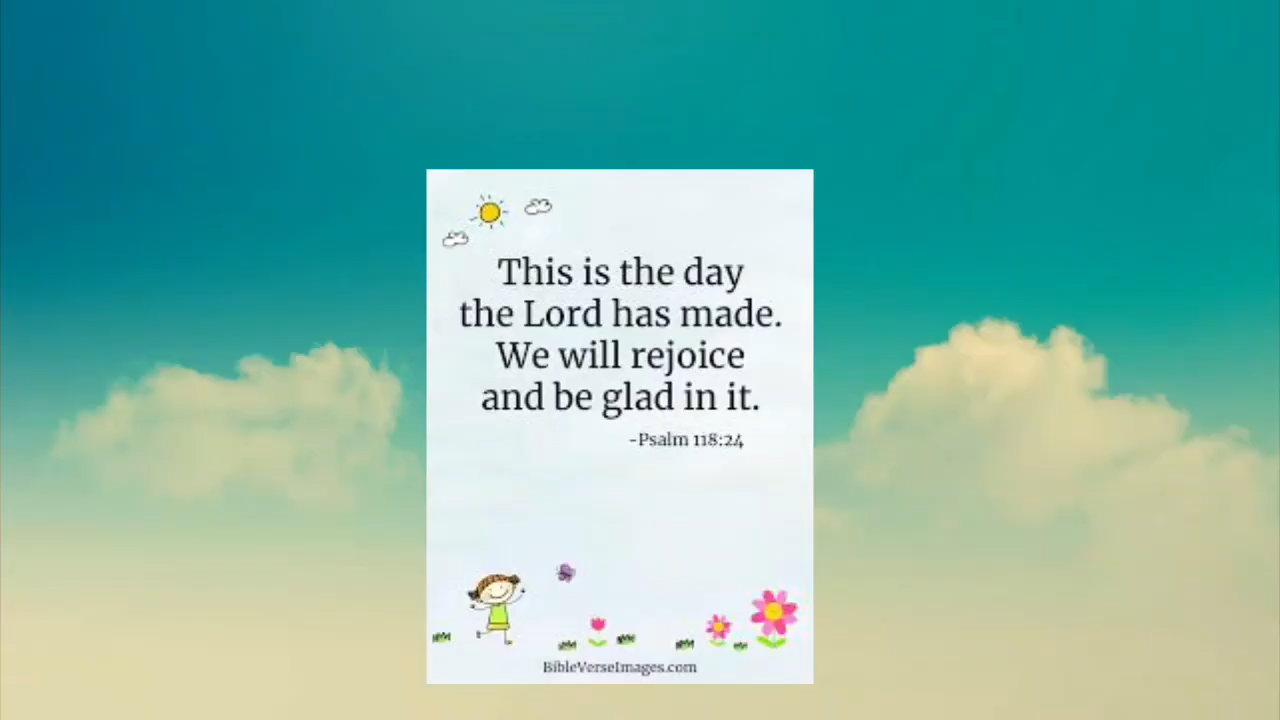 This is the day
the Lord has made.
We will rejoice
and be glad in it.
-Psalm 118:24
BibleVerseImages.com